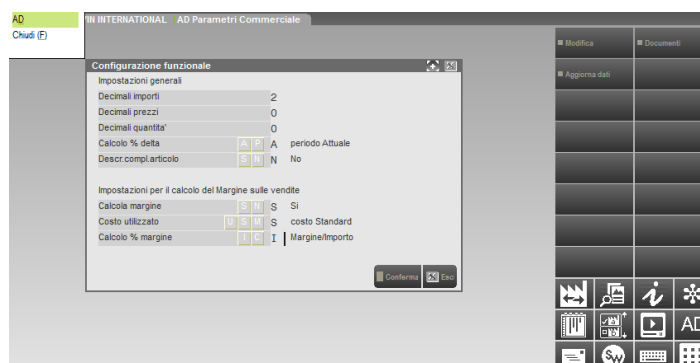 AD
VIN INTERNATIONAL AD Parametri Commerciale
Chiudi (F)
Modifica
Documenti
Aggiorna dati
Configurazione funzionale
Impostazioni generali
Decimali importi 2
Decimali prezzi 0
Decimali quantita' 0
Calcolo % delta A P A periodo Attuale
Descr.compl.articolo S N N No
Impostazioni per il calcolo del Margine sulle vendite
Calcola margine S N S Si
Costo utilizzato U S M S costo Standard
Calcolo % margine I C I Margine/Importo
Conferma
Esc
AD
SW